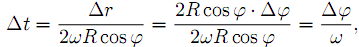 Δt = Δr / (2ωR cos φ) = (2R cos φ · Δφ) / (2ωR cos φ) = Δφ / ω,